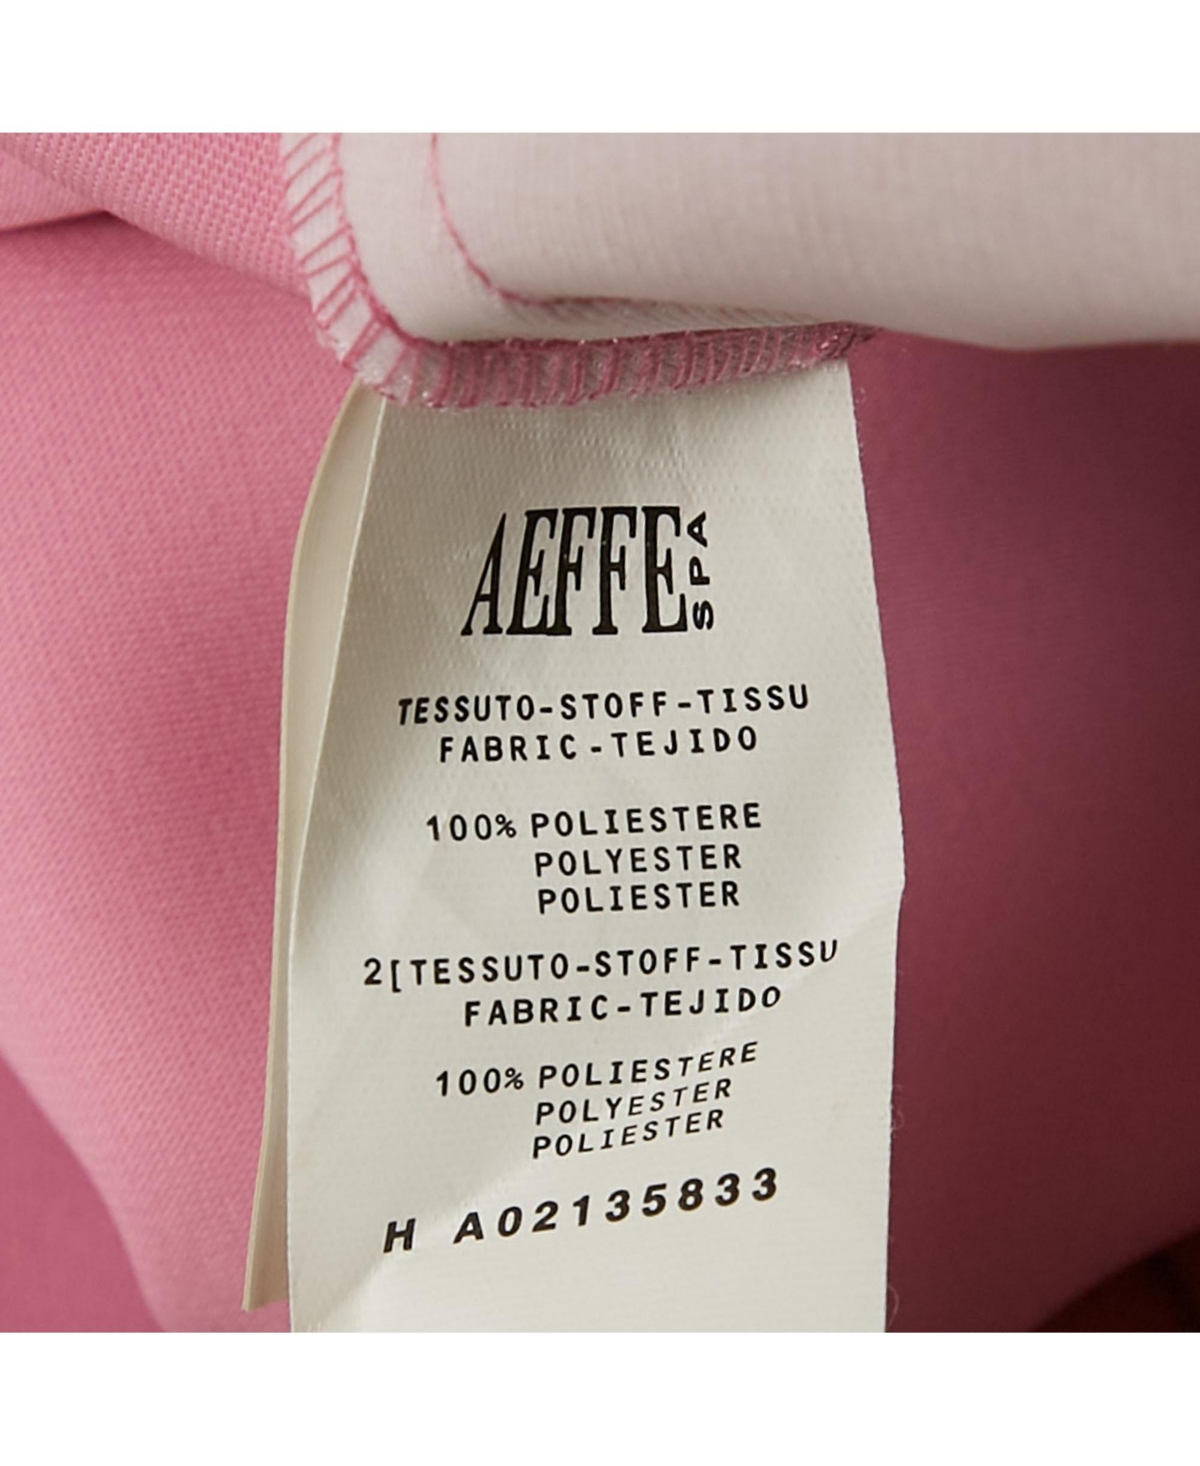 AEFFE SPA
TESSUTO-STOFF-TISSU
FABRIC-TEJIDO
100% POLIESTERE
POLYESTER
POLIESTER
2[TESSUTO-STOFF-TISSU
FABRIC-TEJIDO
100% POLIESTERE
POLYESTER
POLIESTER
H A02135833